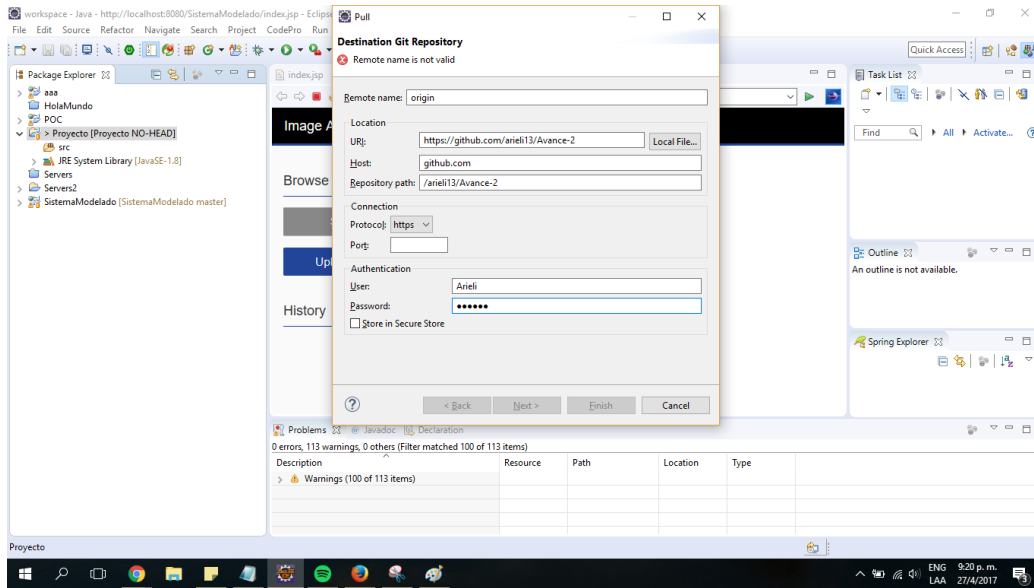 workspace - Java - http://localhost:8080/SistemaModelado/index.jsp - Eclipse
File Edit Source Refactor Navigate Search Project CodePro Run
Quick Access
Package Explorer
aaa
HolaMundo
POC
> Proyecto [Proyecto NO-HEAD]
src
JRE System Library [JavaSE-1.8]
Servers
Servers2
SistemaModelado [SistemaModelado master]
index.jsp
Image A
Browse
Upl
History
Pull
Destination Git Repository
Remote name is not valid
Remote name: origin
Location
URI: https://github.com/arieli13/Avance-2 Local File...
Host: github.com
Repository path: /arieli13/Avance-2
Connection
Protocol: https
Port:
Authentication
User: Arieli
Password: ●●●●●●
Store in Secure Store
< Back Next > Finish Cancel
Task List
Find All Activate...
Outline
An outline is not available.
Spring Explorer
Problems Javadoc Declaration
0 errors, 113 warnings, 0 others (Filter matched 100 of 113 items)
Description Resource Path Location Type
Warnings (100 of 113 items)
Proyecto
ENG 9:20 p. m.
LAA 27/4/2017